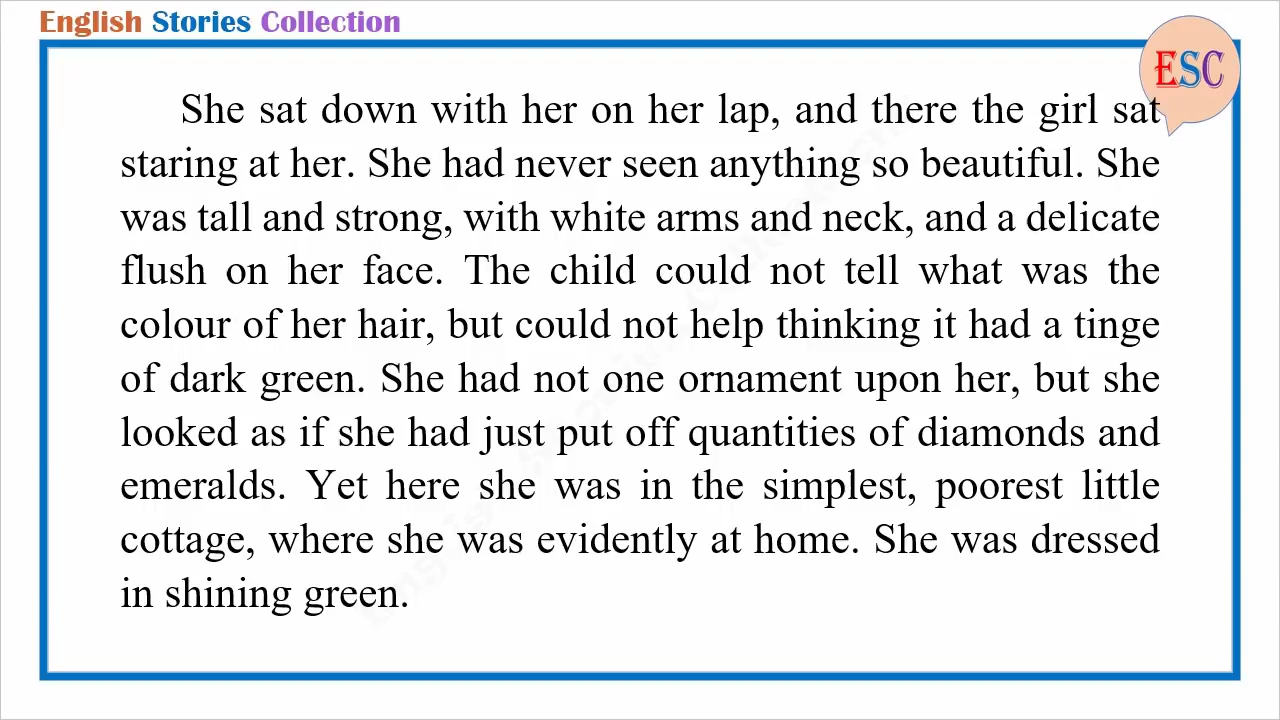 English Stories Collection
ESC
She sat down with her on her lap, and there the girl sat
staring at her. She had never seen anything so beautiful. She
was tall and strong, with white arms and neck, and a delicate
flush on her face. The child could not tell what was the
colour of her hair, but could not help thinking it had a tinge
of dark green. She had not one ornament upon her, but she
looked as if she had just put off quantities of diamonds and
emeralds. Yet here she was in the simplest, poorest little
cottage, where she was evidently at home. She was dressed
in shining green.